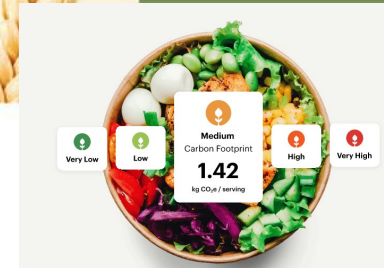 Very Low
Low
Medium
Carbon Footprint
1.42
kg CO₂e / serving
High
Very High